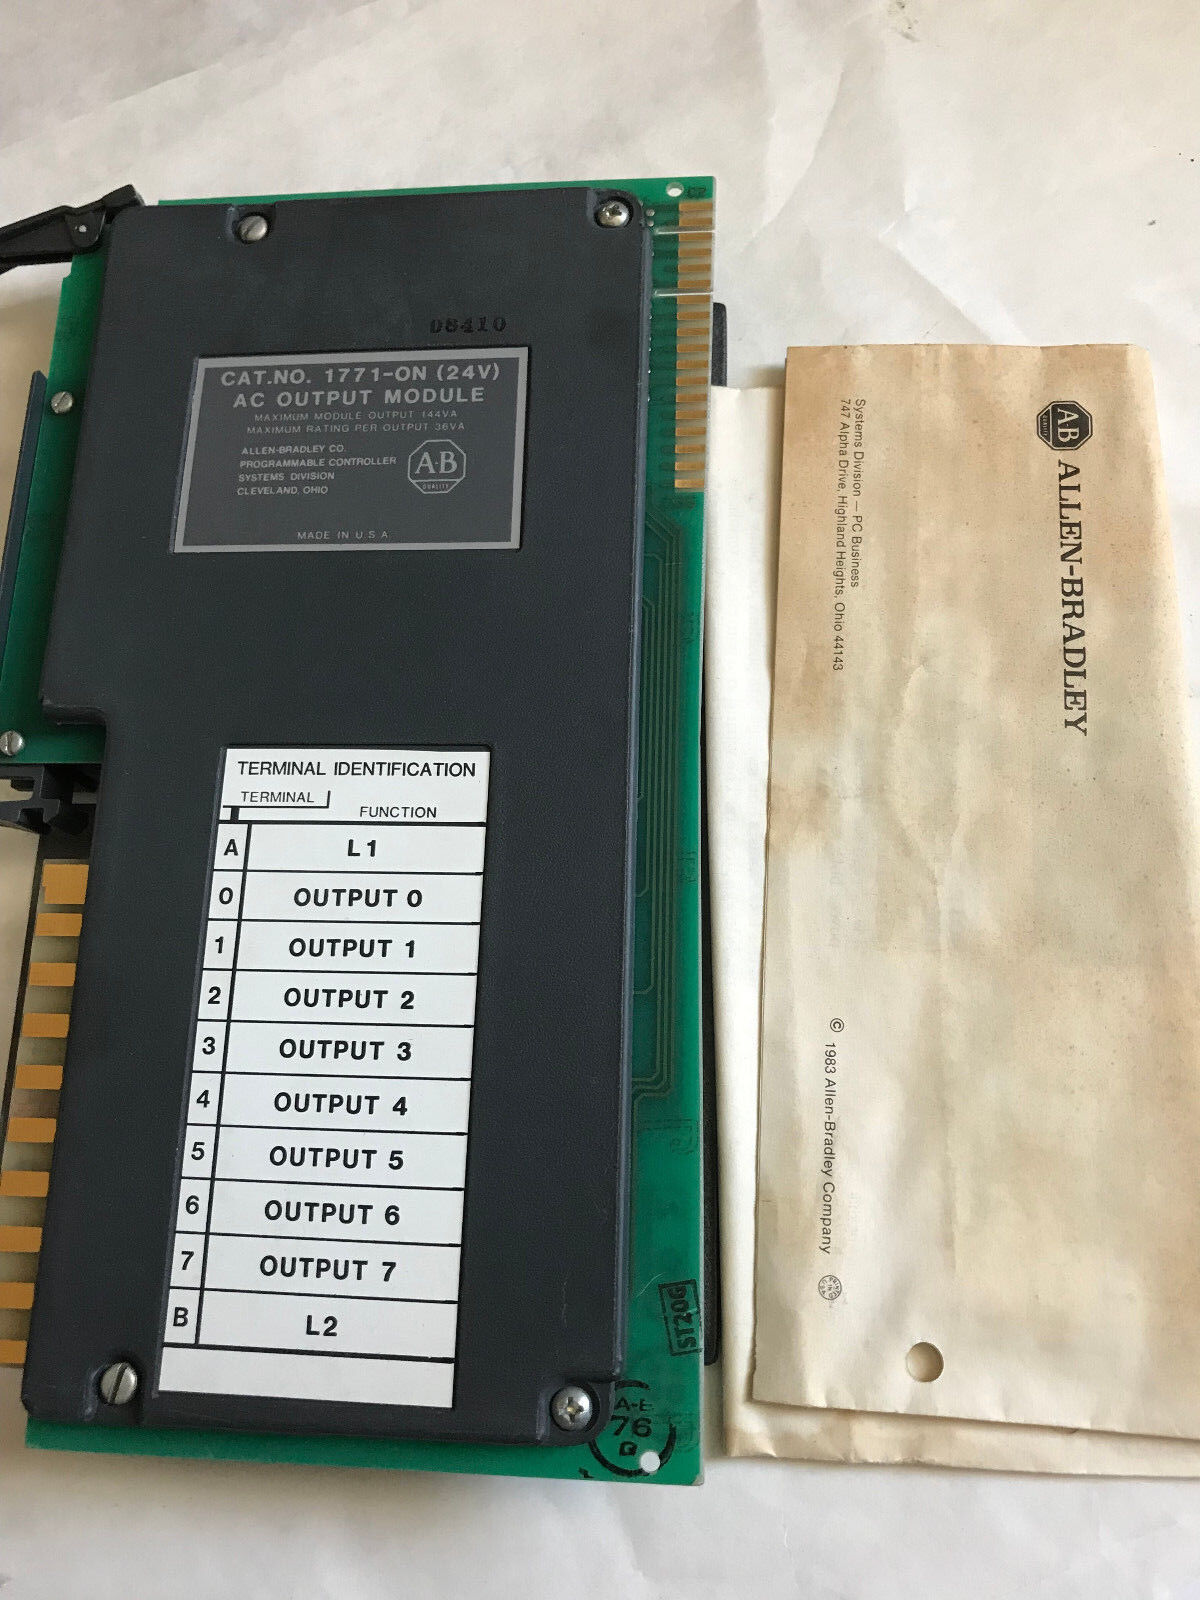 C2
08410
CAT.NO. 1771-ON (24V)
AC OUTPUT MODULE
MAXIMUM MODULE OUTPUT 144VA
MAXIMUM RATING PER OUTPUT 36VA
ALLEN-BRADLEY CO.
PROGRAMMABLE CONTROLLER
SYSTEMS DIVISION
CLEVELAND, OHIO
A-B
QUALITY
MADE IN U.S.A.
TERMINAL IDENTIFICATION
TERMINAL
FUNCTION
A L1
0 OUTPUT 0
1 OUTPUT 1
2 OUTPUT 2
3 OUTPUT 3
4 OUTPUT 4
5 OUTPUT 5
6 OUTPUT 6
7 OUTPUT 7
B L2
ST20G
A-E
76
Q
A-B
QUALITY
ALLEN-BRADLEY
Systems Division — PC Business
747 Alpha Drive, Highland Heights, Ohio 44143
© 1983 Allen-Bradley Company